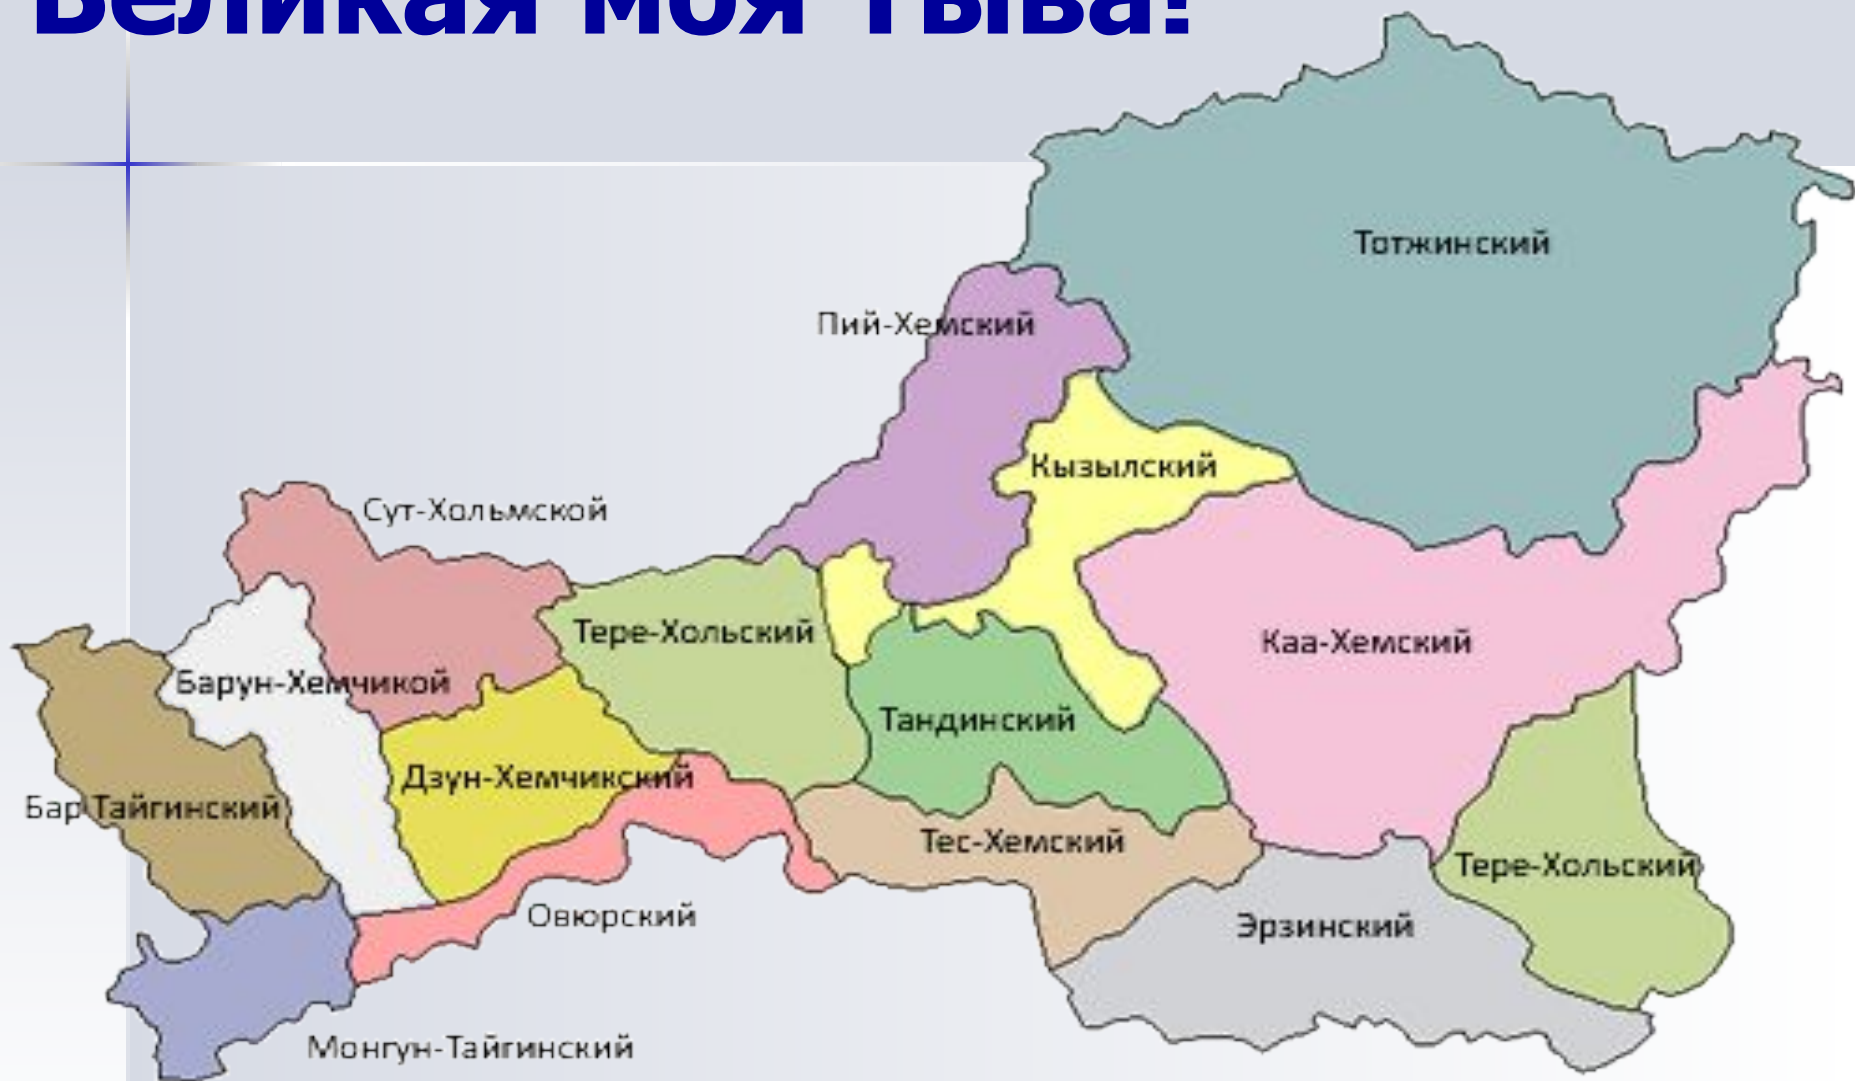 Великая моя Тыва!
Тотжинский
Пий-Хемский
Кызылский
Сут-Хольмской
Тере-Хольский
Каа-Хемский
Барун-Хемчикой
Тандинский
Дзун-Хемчикский
Бар Тайгинский
Тес-Хемский
Тере-Хольский
Овюрский
Эрзинский
Монгун-Тайгинский